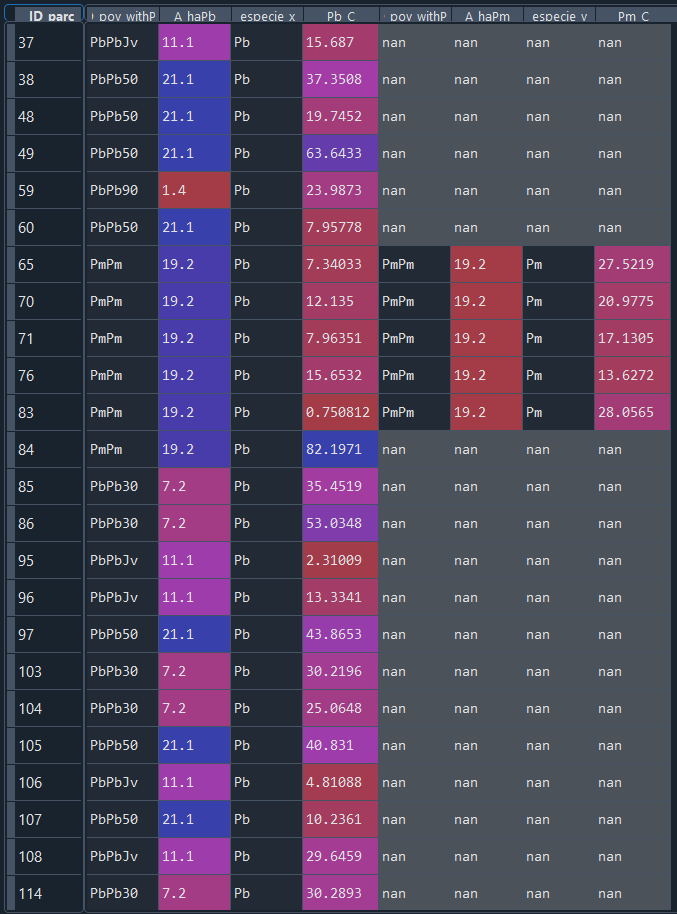 ID_parc D_poy_withP A_haPb especie_x Pb_C _poy_withP A_haPm especie_y Pm_C
37 PbPbJv 11.1 Pb 15.687 nan nan nan nan
38 PbPb50 21.1 Pb 37.3508 nan nan nan nan
48 PbPb50 21.1 Pb 19.7452 nan nan nan nan
49 PbPb50 21.1 Pb 63.6433 nan nan nan nan
59 PbPb90 1.4 Pb 23.9873 nan nan nan nan
60 PbPb50 21.1 Pb 7.95778 nan nan nan nan
65 PmPm 19.2 Pb 7.34033 PmPm 19.2 Pm 27.5219
70 PmPm 19.2 Pb 12.135 PmPm 19.2 Pm 20.9775
71 PmPm 19.2 Pb 7.96351 PmPm 19.2 Pm 17.1305
76 PmPm 19.2 Pb 15.6532 PmPm 19.2 Pm 13.6272
83 PmPm 19.2 Pb 0.750812 PmPm 19.2 Pm 28.0565
84 PmPm 19.2 Pb 82.1971 nan nan nan nan
85 PbPb30 7.2 Pb 35.4519 nan nan nan nan
86 PbPb30 7.2 Pb 53.0348 nan nan nan nan
95 PbPbJv 11.1 Pb 2.31009 nan nan nan nan
96 PbPbJv 11.1 Pb 13.3341 nan nan nan nan
97 PbPb50 21.1 Pb 43.8653 nan nan nan nan
103 PbPb30 7.2 Pb 30.2196 nan nan nan nan
104 PbPb30 7.2 Pb 25.0648 nan nan nan nan
105 PbPb50 21.1 Pb 40.831 nan nan nan nan
106 PbPbJv 11.1 Pb 4.81088 nan nan nan nan
107 PbPb50 21.1 Pb 10.2361 nan nan nan nan
108 PbPbJv 11.1 Pb 29.6459 nan nan nan nan
114 PbPb30 7.2 Pb 30.2893 nan nan nan nan